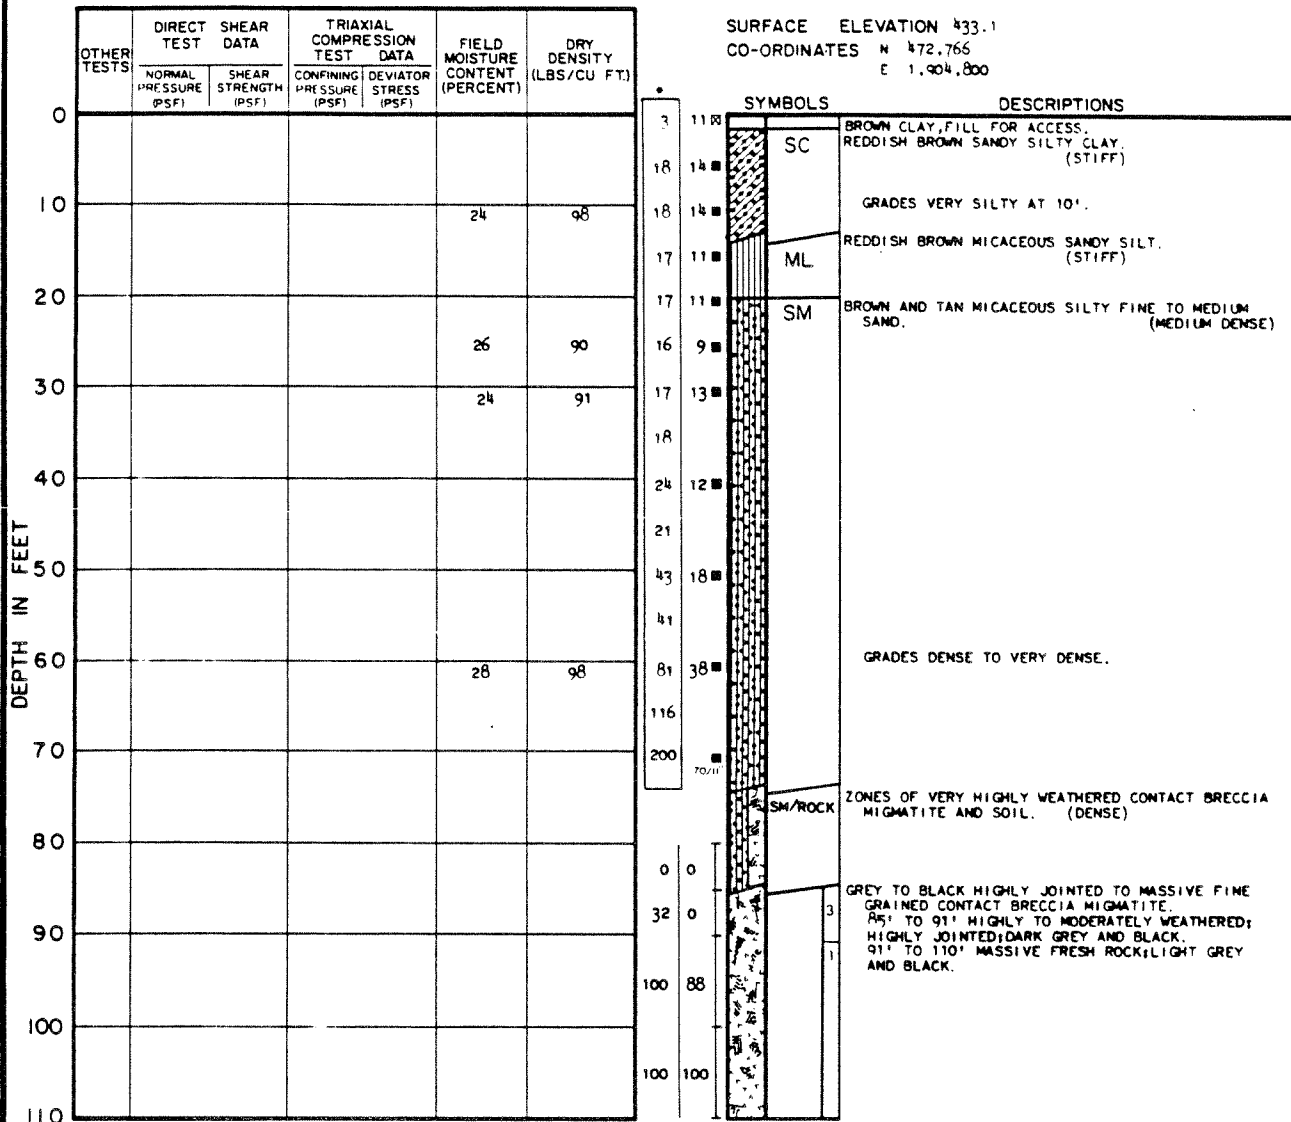 SURFACE ELEVATION 433.1
CO-ORDINATES N 472,766
E 1,904,800
OTHER TESTS
DIRECT SHEAR
TEST DATA
NORMAL PRESSURE (PSF)
SHEAR STRENGTH (PSF)
TRIAXIAL
COMPRESSION
TEST DATA
CONFINING PRESSURE (PSF)
DEVIATOR STRESS (PSF)
FIELD
MOISTURE
CONTENT
(PERCENT)
DRY
DENSITY
(LBS/CU FT.)
SYMBOLS DESCRIPTIONS
DEPTH IN FEET
0
3 11
BROWN CLAY,FILL FOR ACCESS.
SC REDDISH BROWN SANDY SILTY CLAY.
(STIFF)
18 14
10 24 98 18 14
GRADES VERY SILTY AT 10'.
REDDISH BROWN MICACEOUS SANDY SILT.
(STIFF)
17 11 ML
20 17 11
SM BROWN AND TAN MICACEOUS SILTY FINE TO MEDIUM
SAND. (MEDIUM DENSE)
26 90 16 9
30 24 91 17 13
18
40 24 12
21
50 43 18
41
60 28 98 81 38
GRADES DENSE TO VERY DENSE.
116
70 200 70/11"
SM/ROCK ZONES OF VERY HIGHLY WEATHERED CONTACT BRECCIA
MIGMATITE AND SOIL. (DENSE)
80
0 0
GREY TO BLACK HIGHLY JOINTED TO MASSIVE FINE
GRAINED CONTACT BRECCIA MIGMATITE.
32 0 3
85' TO 91' HIGHLY TO MODERATELY WEATHERED;
HIGHLY JOINTED;DARK GREY AND BLACK.
90
1
91' TO 110' MASSIVE FRESH ROCK;LIGHT GREY
AND BLACK.
100 88
100
100 100
110